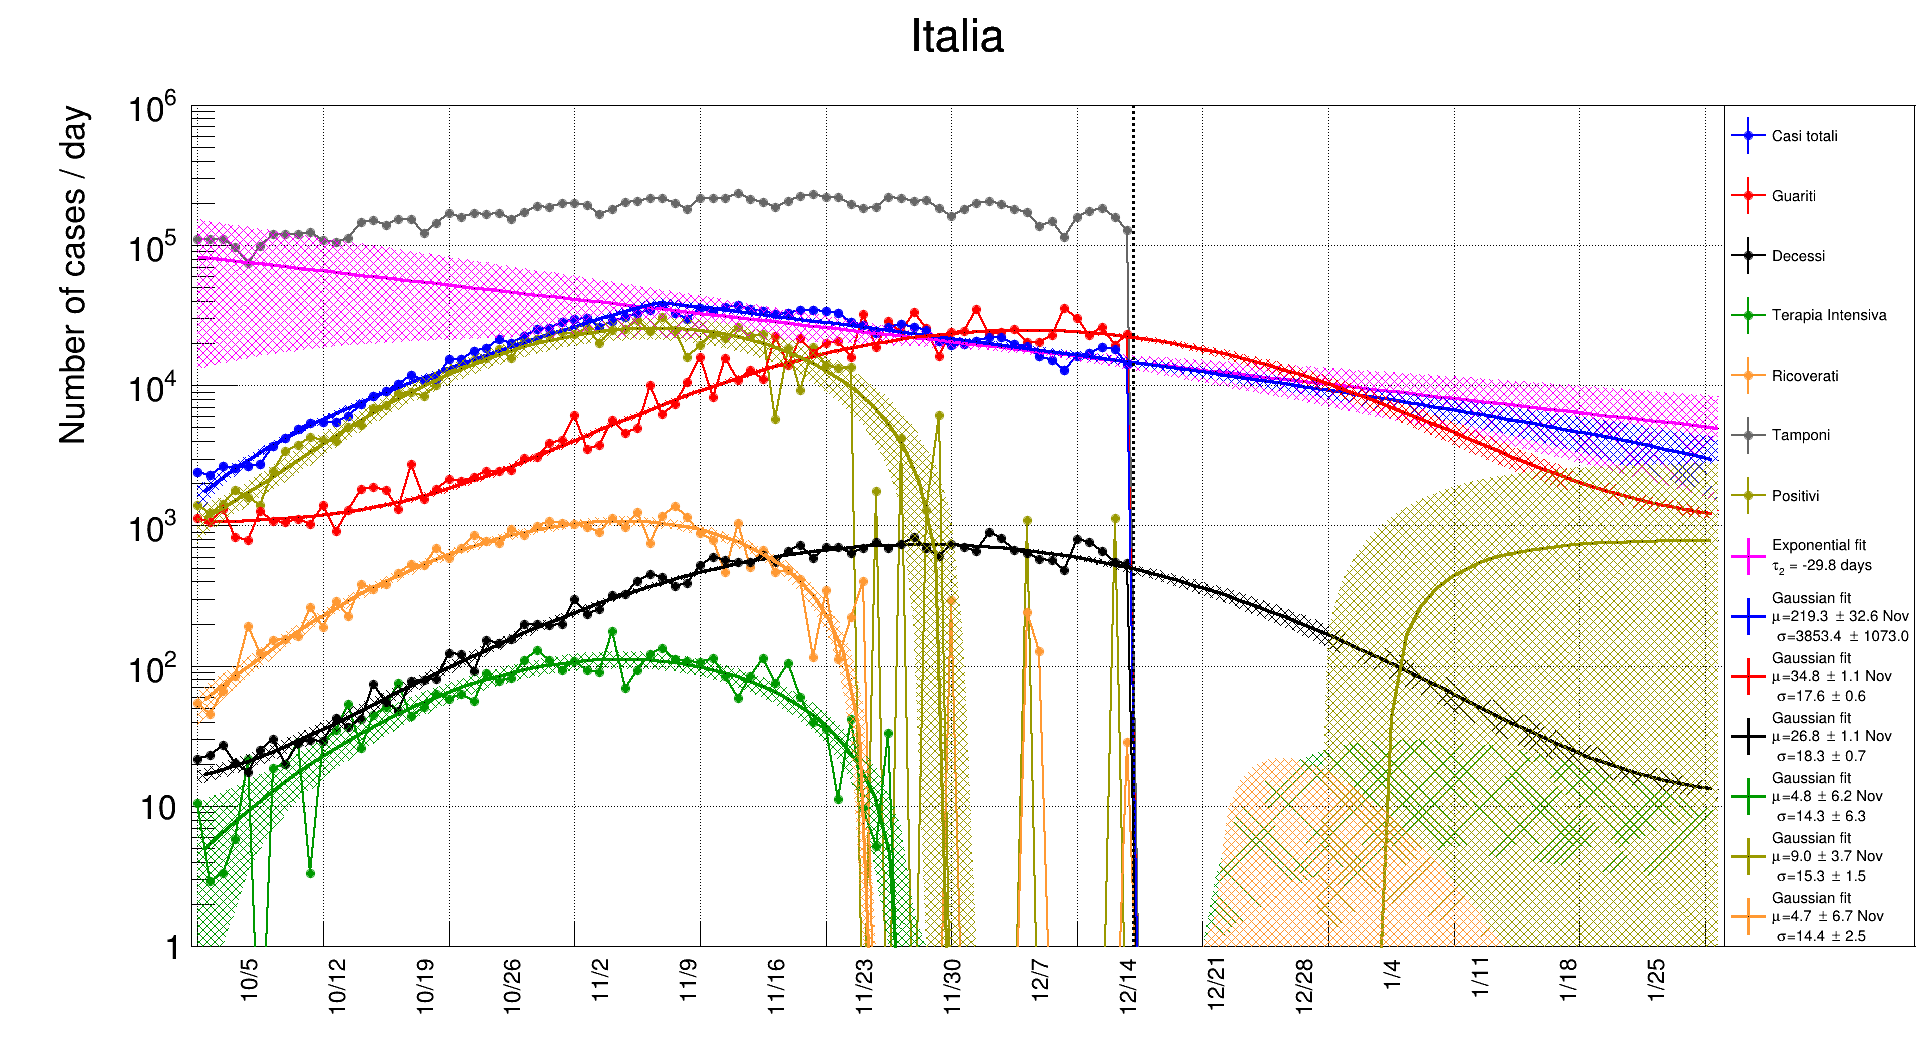 Italia
Number of cases / day
10^6
10^5
10^4
10^3
10^2
10
1
10/5
10/12
10/19
10/26
11/2
11/9
11/16
11/23
11/30
12/7
12/14
12/21
12/28
1/4
1/11
1/18
1/25
Casi totali
Guariti
Decessi
Terapia Intensiva
Ricoverati
Tamponi
Positivi
Exponential fit
τ₂ = -29.8 days
Gaussian fit
μ=219.3 ± 32.6 Nov
σ=3853.4 ± 1073.0
Gaussian fit
μ=34.8 ± 1.1 Nov
σ=17.6 ± 0.6
Gaussian fit
μ=26.8 ± 1.1 Nov
σ=18.3 ± 0.7
Gaussian fit
μ=4.8 ± 6.2 Nov
σ=14.3 ± 6.3
Gaussian fit
μ=9.0 ± 3.7 Nov
σ=15.3 ± 1.5
Gaussian fit
μ=4.7 ± 6.7 Nov
σ=14.4 ± 2.5